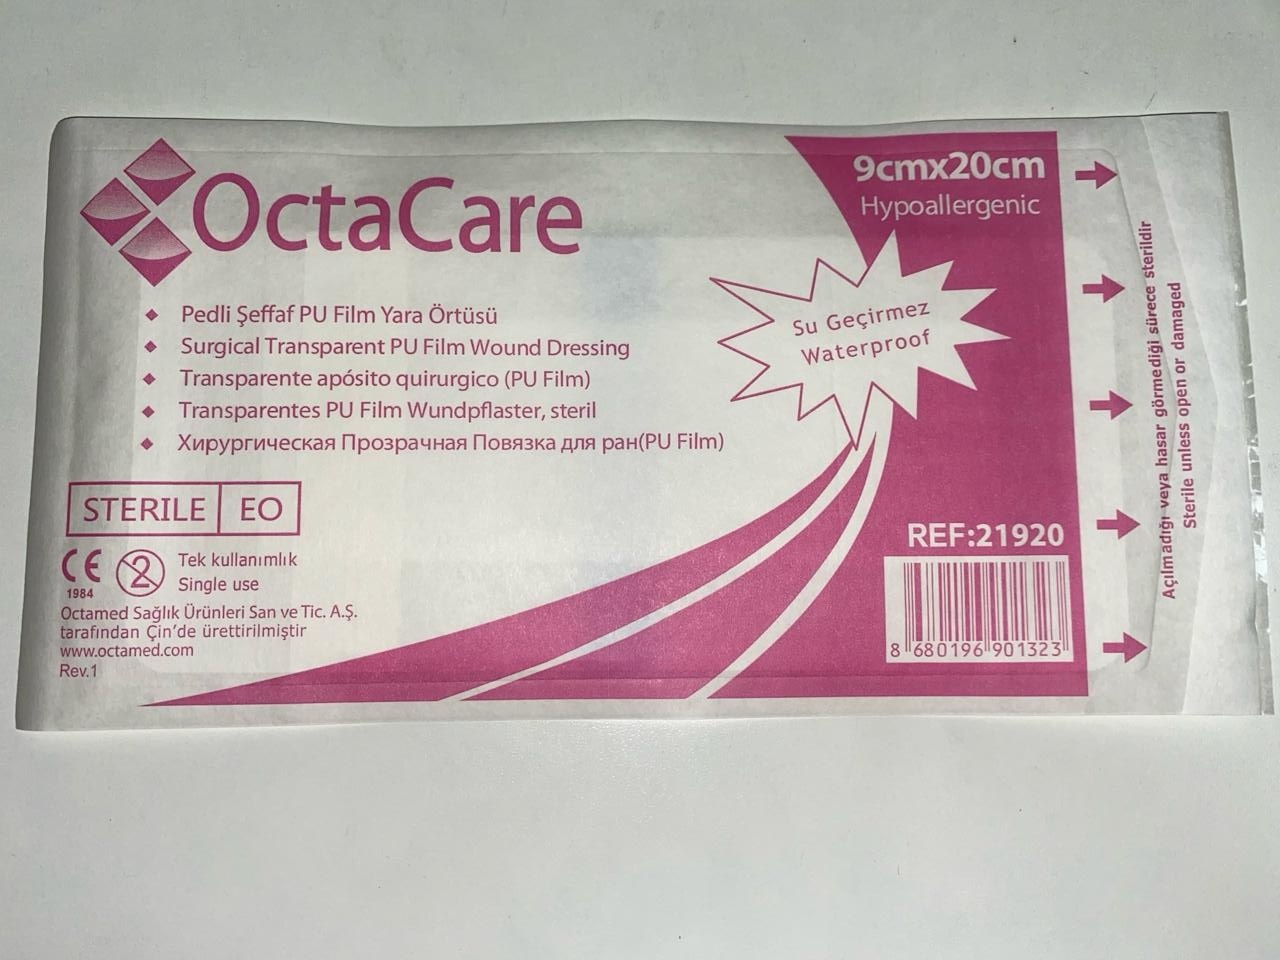 OctaCare
Pedli Şeffaf PU Film Yara Örtüsü
Surgical Transparent PU Film Wound Dressing
Transparente apósito quirurgico (PU Film)
Transparentes PU Film Wundpflaster, steril
Хирургическая Прозрачная Повязка для ран(PU Film)
STERILE EO
CE
1984
2
Tek kullanımlık
Single use
Octamed Sağlık Ürünleri San ve Tic. A.Ş.
tarafından Çin'de ürettirilmiştir
www.octamed.com
Rev.1
9cmx20cm
Hypoallergenic
Su Geçirmez
Waterproof
REF:21920
8 680196 901323
Açılmadığı veya hasar görmediği sürece sterildir
Sterile unless open or damaged